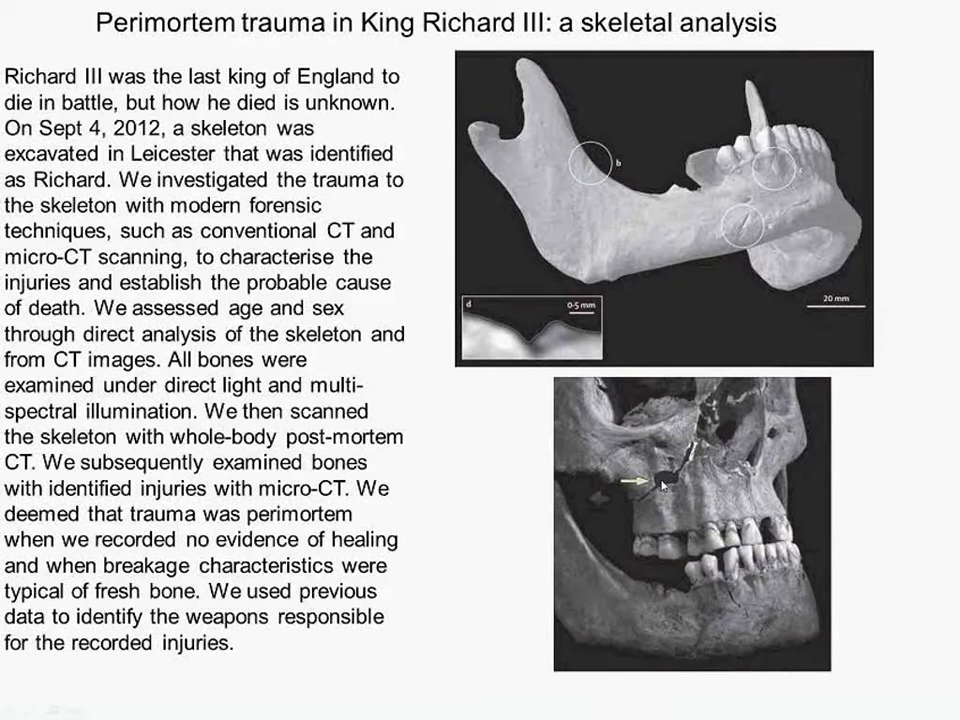 Perimortem trauma in King Richard III: a skeletal analysis
Richard III was the last king of England to
die in battle, but how he died is unknown.
On Sept 4, 2012, a skeleton was
excavated in Leicester that was identified
as Richard. We investigated the trauma to
the skeleton with modern forensic
techniques, such as conventional CT and
micro-CT scanning, to characterise the
injuries and establish the probable cause
of death. We assessed age and sex
through direct analysis of the skeleton and
from CT images. All bones were
examined under direct light and multi-
spectral illumination. We then scanned
the skeleton with whole-body post-mortem
CT. We subsequently examined bones
with identified injuries with micro-CT. We
deemed that trauma was perimortem
when we recorded no evidence of healing
and when breakage characteristics were
typical of fresh bone. We used previous
data to identify the weapons responsible
for the recorded injuries.
b
c
d
0·5 mm
20 mm